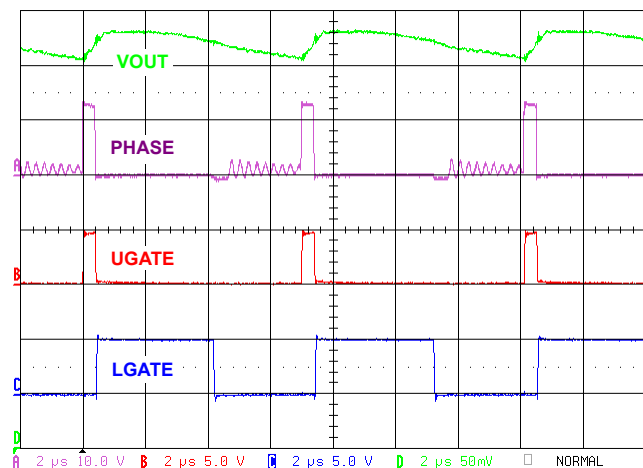 VOUT
A
PHASE
UGATE
B
LGATE
C
D
A 2 µs 10.0 V B 2 µs 5.0 V C 2 µs 5.0 V D 2 µs 50mV NORMAL